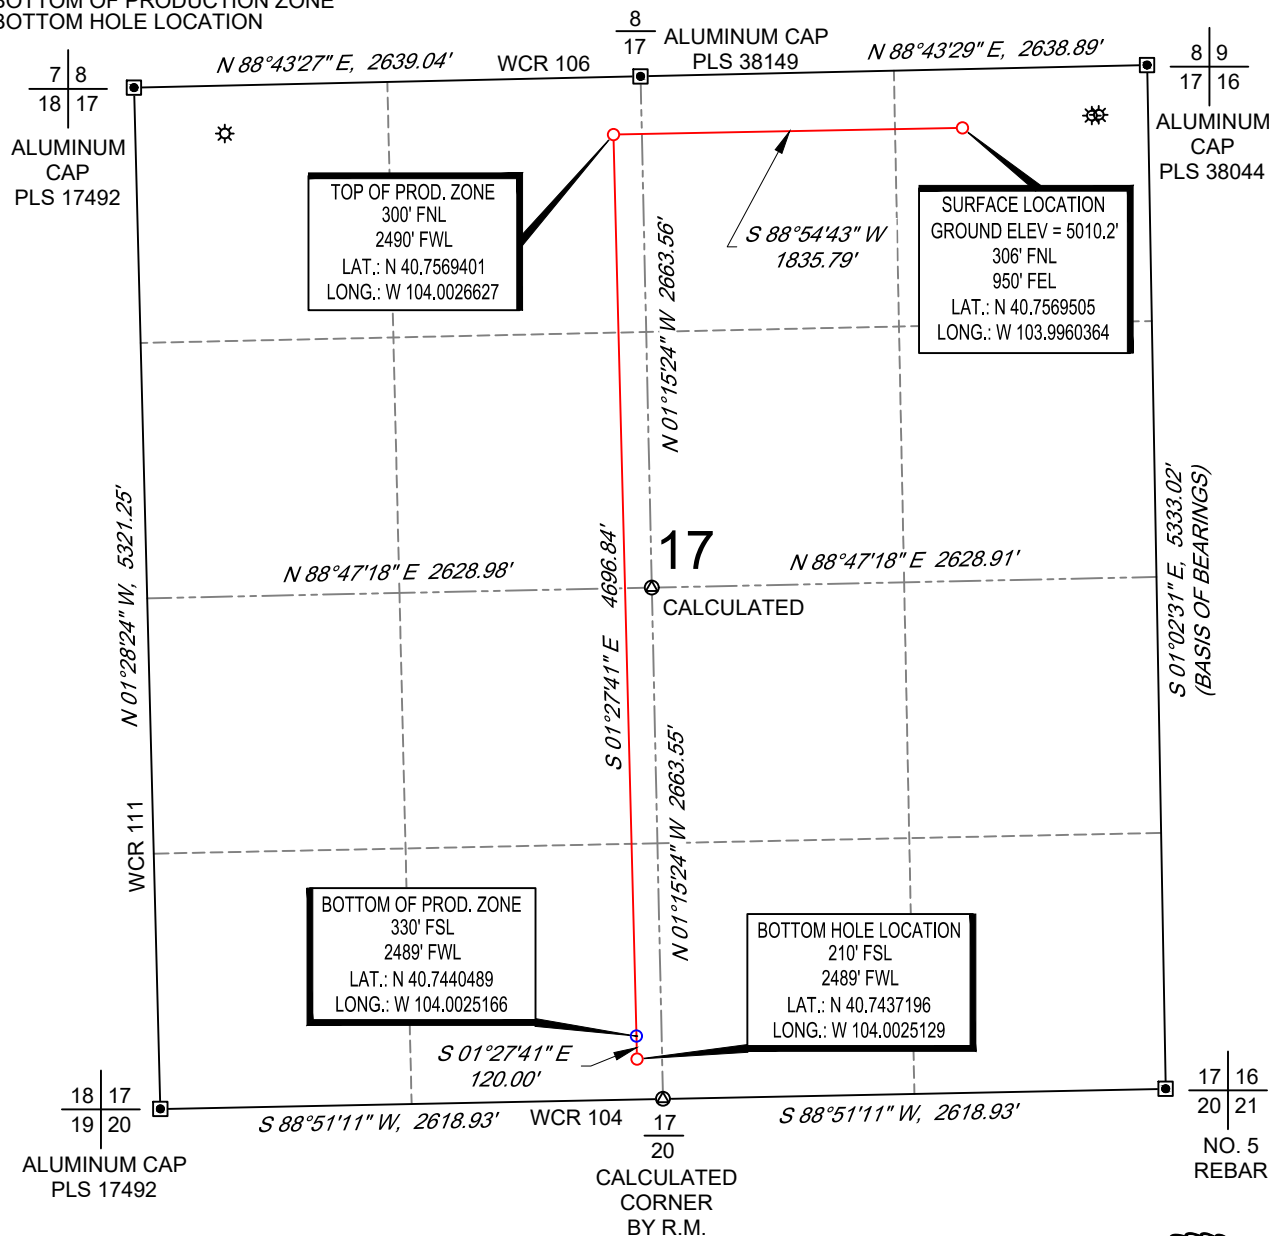 BOTTOM OF PRODUCTION ZONE
BOTTOM HOLE LOCATION
8
17
ALUMINUM CAP
PLS 38149
N 88°43'27" E, 2639.04'
WCR 106
N 88°43'29" E, 2638.89'
7 8
18 17
ALUMINUM
CAP
PLS 17492
8 9
17 16
ALUMINUM
CAP
PLS 38044
TOP OF PROD. ZONE
300' FNL
2490' FWL
LAT.: N 40.7569401
LONG.: W 104.0026627
S 88°54'43" W
1835.79'
SURFACE LOCATION
GROUND ELEV = 5010.2'
306' FNL
950' FEL
LAT.: N 40.7569505
LONG.: W 103.9960364
N 01°15'24" W 2663.56'
N 01°28'24" W, 5321.25'
S 01°02'31" E, 5333.02'
(BASIS OF BEARINGS)
17
CALCULATED
N 88°47'18" E 2628.98'
N 88°47'18" E 2628.91'
S 01°27'41" E 4696.84'
N 01°15'24" W 2663.55'
WCR 111
BOTTOM OF PROD. ZONE
330' FSL
2489' FWL
LAT.: N 40.7440489
LONG.: W 104.0025166
BOTTOM HOLE LOCATION
210' FSL
2489' FWL
LAT.: N 40.7437196
LONG.: W 104.0025129
S 01°27'41" E
120.00'
18 17
19 20
ALUMINUM CAP
PLS 17492
S 88°51'11" W, 2618.93'
WCR 104
17
20
CALCULATED
CORNER
BY R.M.
S 88°51'11" W, 2618.93'
17 16
20 21
NO. 5
REBAR